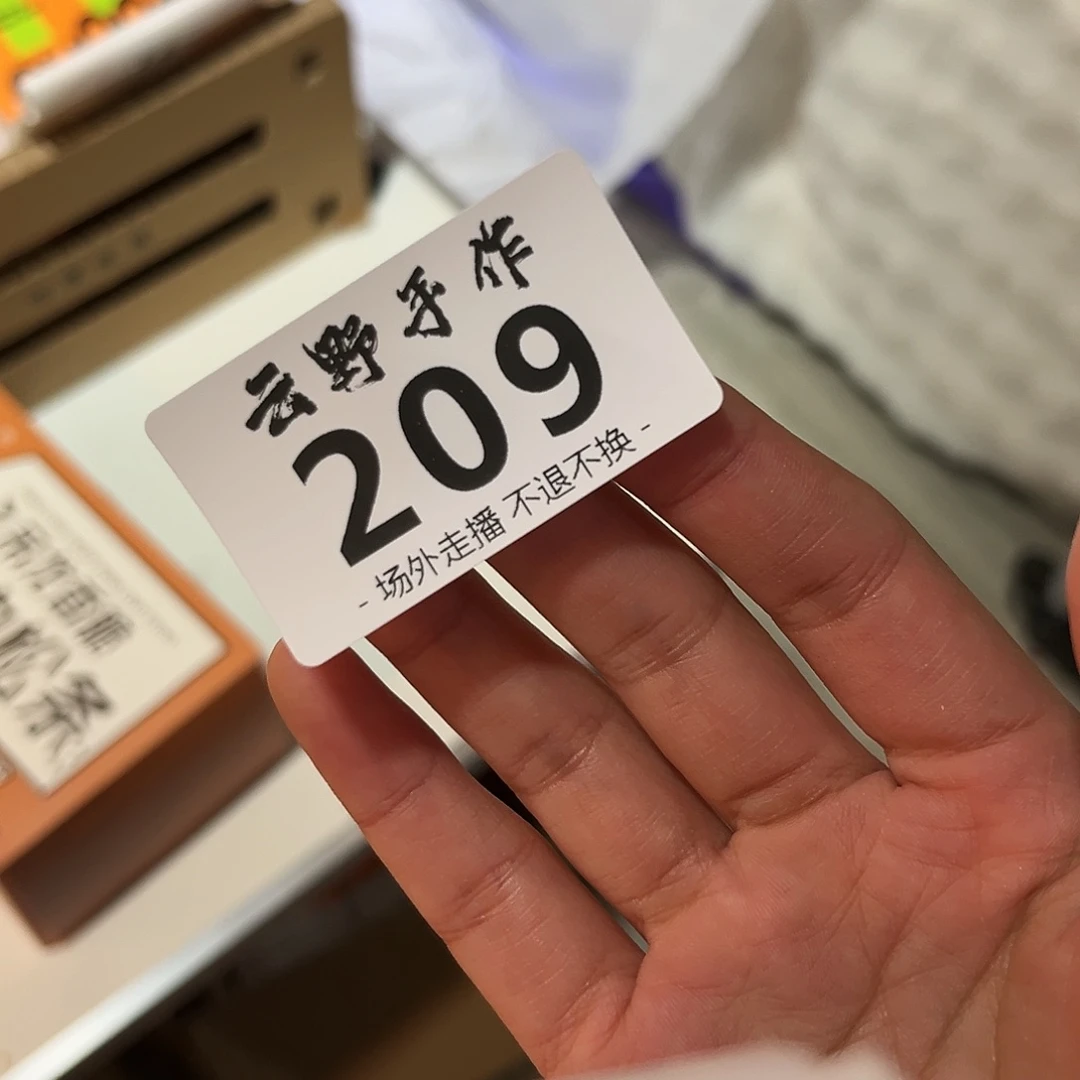 云野手作
209
- 场外走播 不退不换 -